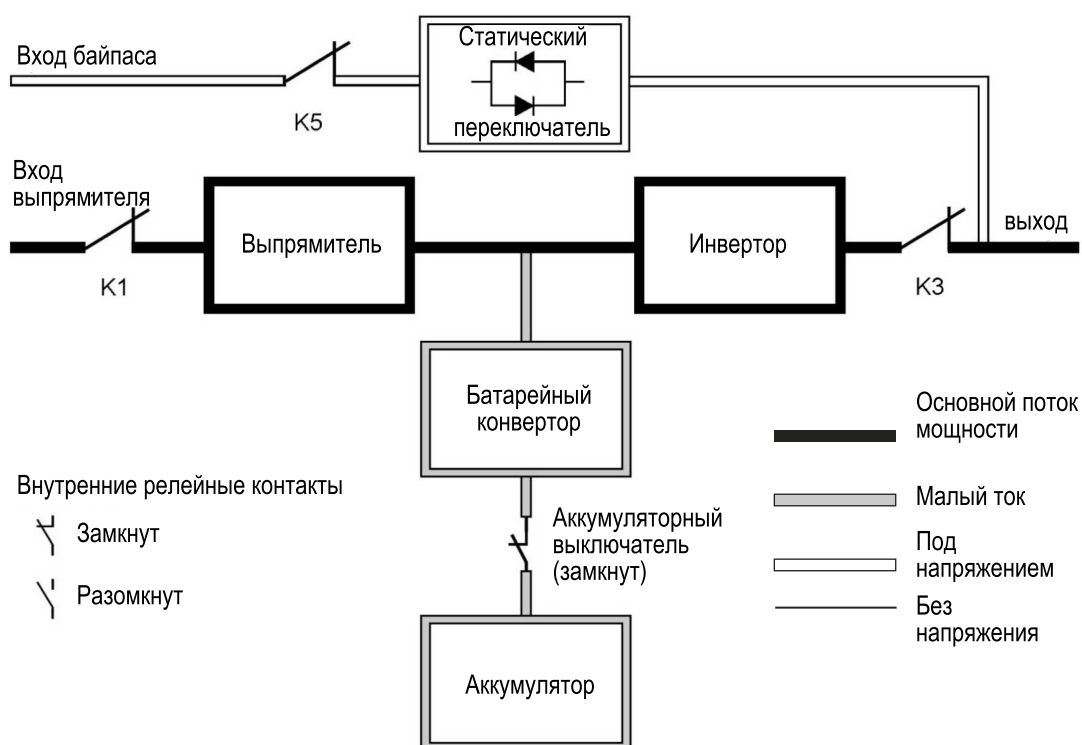 Вход байпаса
K5
Статический
переключатель
Вход
выпрямителя
K1
Выпрямитель
Инвертор
K3
выход
Батарейный
конвертор
Аккумуляторный
выключатель
(замкнут)
Аккумулятор
Внутренние релейные контакты
Замкнут
Разомкнут
Основной поток
мощности
Малый ток
Под
напряжением
Без
напряжения